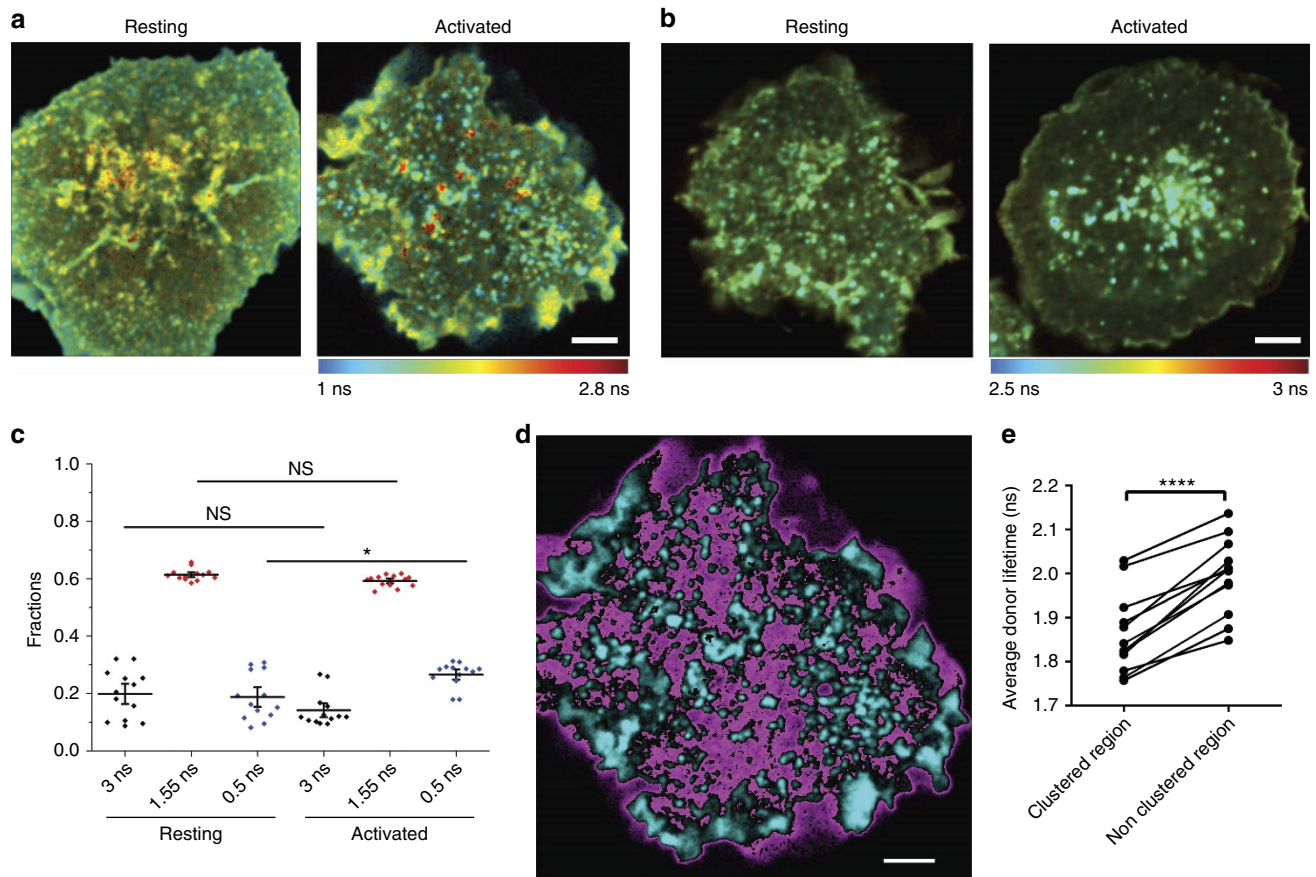 a
Resting
Activated
1 ns
2.8 ns
b
Resting
Activated
2.5 ns
3 ns
c
Fractions
1.0
0.8
0.6
0.4
0.2
0.0
NS
NS
*
3 ns
1.55 ns
0.5 ns
3 ns
1.55 ns
0.5 ns
Resting
Activated
d
e
Average donor lifetime (ns)
2.2
2.1
2.0
1.9
1.8
1.7
****
Clustered region
Non clustered region